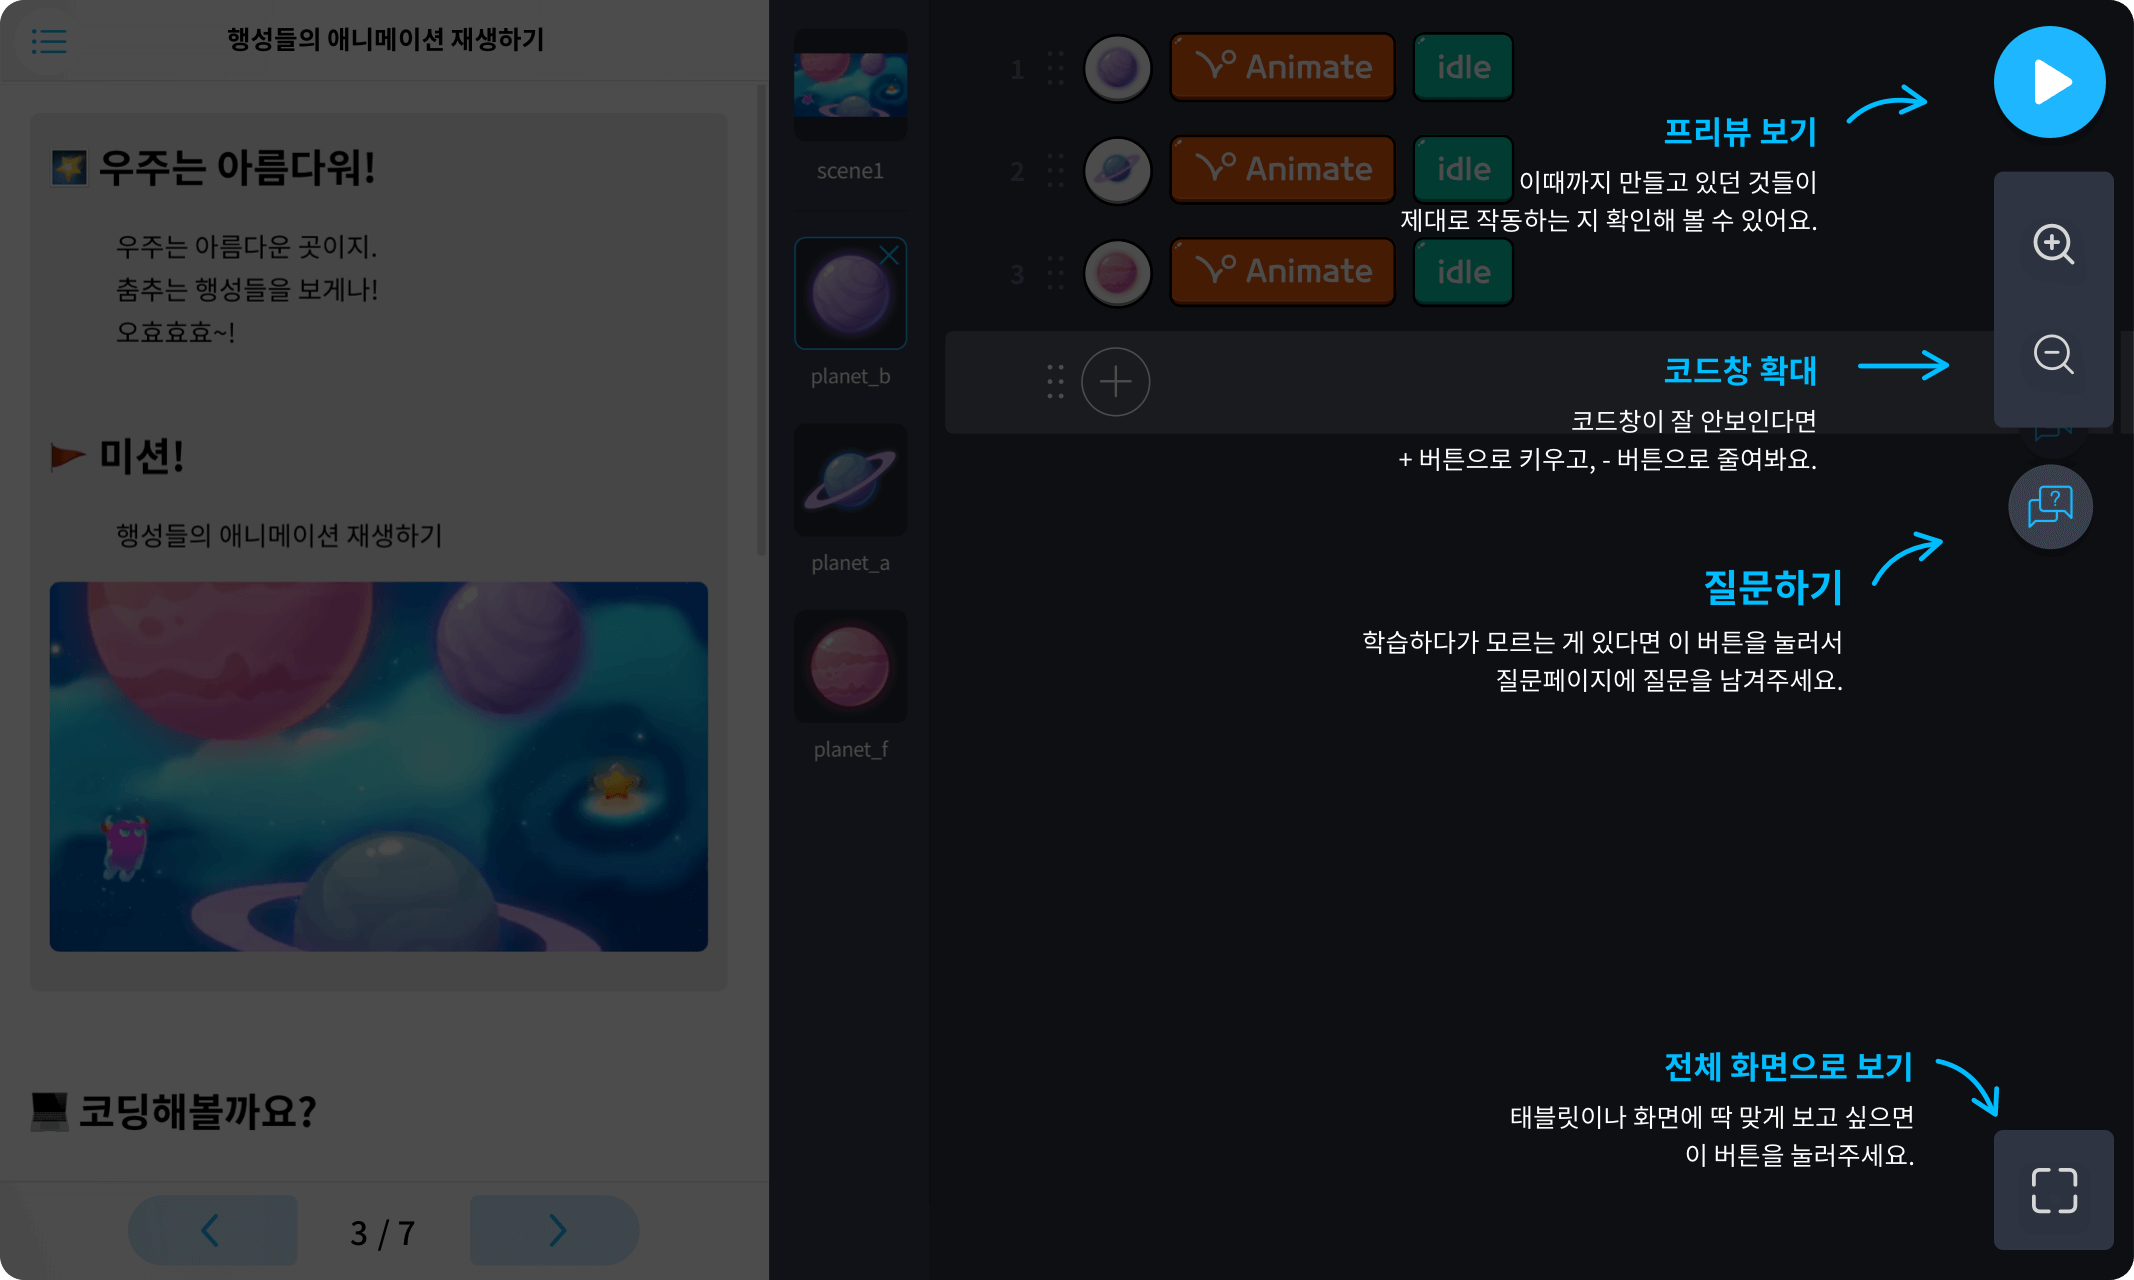 행성들의 애니메이션 재생하기
우주는 아름다워!
우주는 아름다운 곳이지.
춤추는 행성들을 보게나!
오효효효~!
미션!
행성들의 애니메이션 재생하기
코딩해볼까요?
3 / 7
scene1
planet_b
planet_a
planet_f
1 Animate idle
2 Animate idle
3 Animate idle
프리뷰 보기
이때까지 만들고 있던 것들이
제대로 작동하는 지 확인해 볼 수 있어요.
코드창 확대
코드창이 잘 안보인다면
+ 버튼으로 키우고, - 버튼으로 줄여봐요.
질문하기
학습하다가 모르는 게 있다면 이 버튼을 눌러서
질문페이지에 질문을 남겨주세요.
전체 화면으로 보기
태블릿이나 화면에 딱 맞게 보고 싶으면
이 버튼을 눌러주세요.